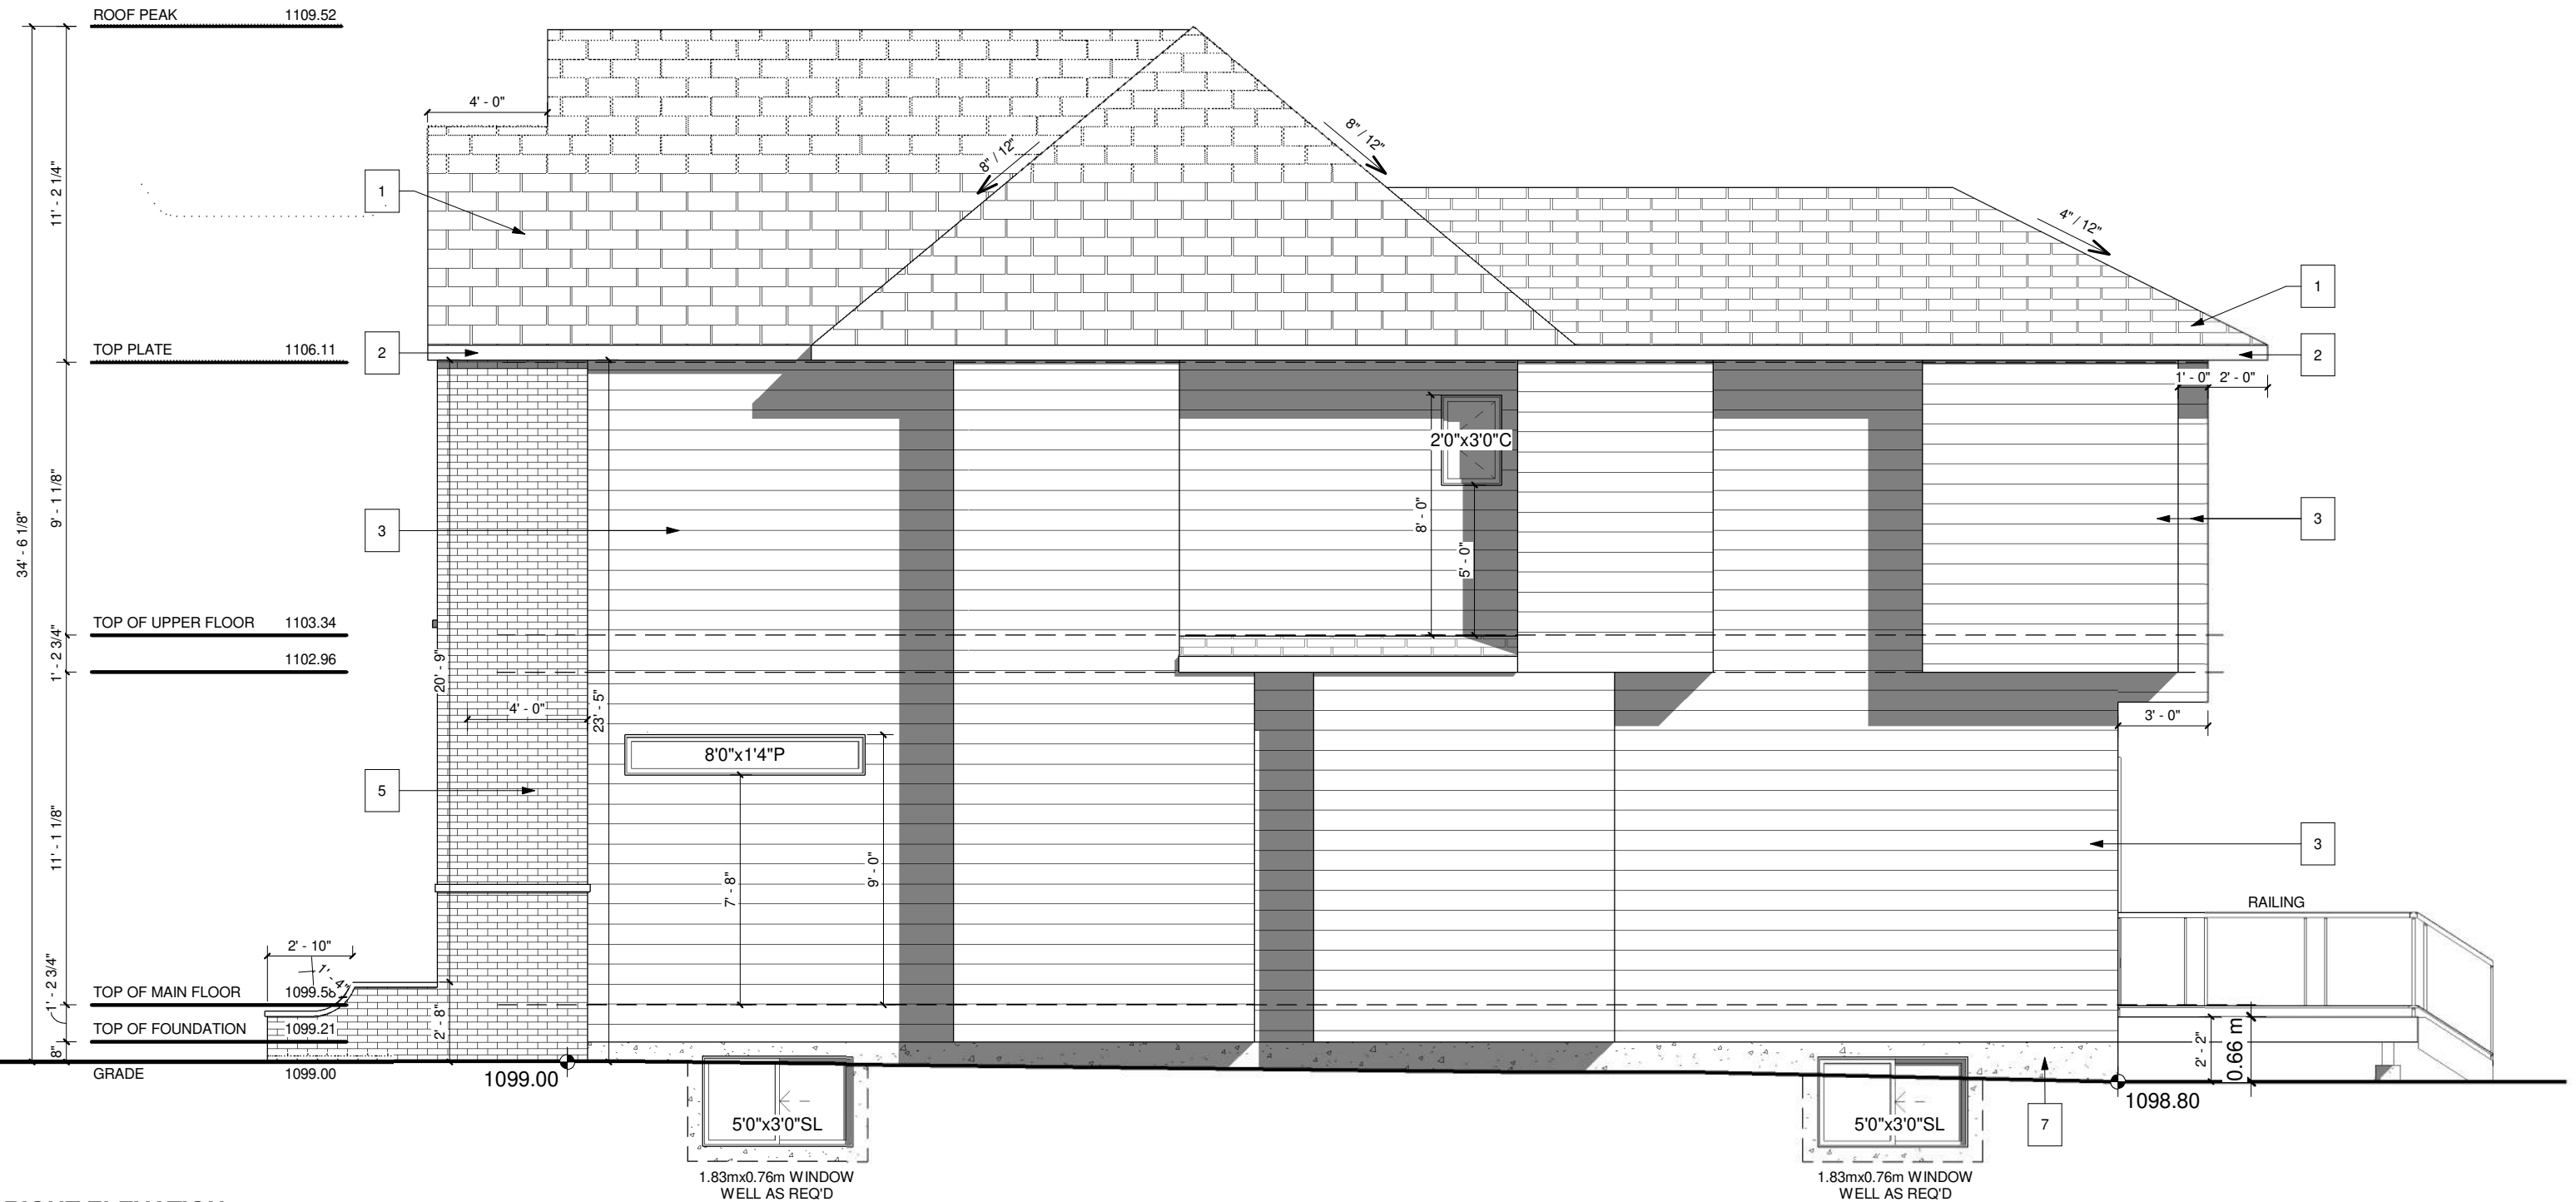 ROOF PEAK 1109.52
4' - 0"
8" / 12"
8" / 12"
11' - 2 1/4"
1
4" / 12"
1
TOP PLATE 1106.11
2
2
1' - 0" 2' - 0"
2'0"x3'0"C
9' - 1 1/8"
34' - 6 1/8"
3
8' - 0"
5' - 0"
3
TOP OF UPPER FLOOR 1103.34
1' - 2 3/4"
1102.96
20' - 9"
4' - 0"
23' - 5"
3' - 0"
8'0"x1'4"P
5
11' - 1 1/8"
7' - 8"
9' - 0"
3
RAILING
2' - 10"
1' - 4"
1' - 2 3/4"
TOP OF MAIN FLOOR 1099.58
TOP OF FOUNDATION 1099.21
2' - 8"
8"
2' - 2"
0.66 m
GRADE 1099.00
1099.00
1098.80
5'0"x3'0"SL
5'0"x3'0"SL
7
1.83mx0.76m WINDOW
WELL AS REQ'D
1.83mx0.76m WINDOW
WELL AS REQ'D